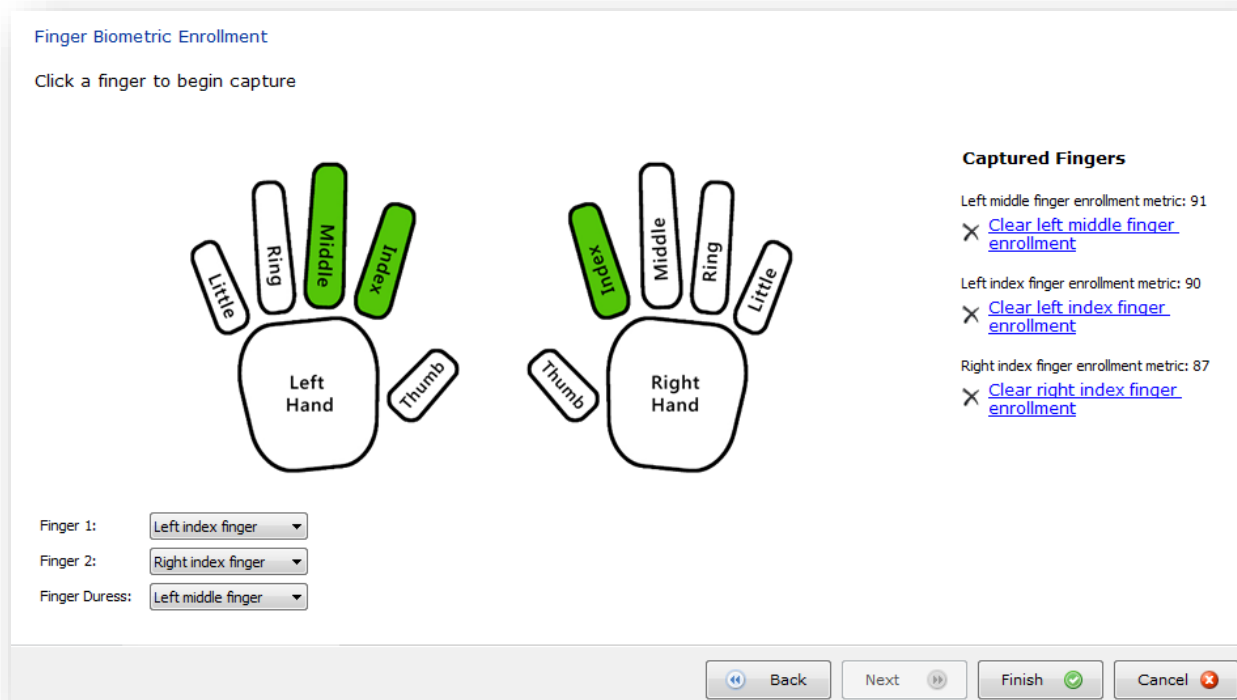 Finger Biometric Enrollment
Click a finger to begin capture
Little
Ring
Middle
Index
Thumb
Left
Hand
Thumb
Index
Middle
Ring
Little
Right
Hand
Captured Fingers
Left middle finger enrollment metric: 91
Clear left middle finger
enrollment
Left index finger enrollment metric: 90
Clear left index finger
enrollment
Right index finger enrollment metric: 87
Clear right index finger
enrollment
Finger 1: Left index finger
Finger 2: Right index finger
Finger Duress: Left middle finger
Back Next Finish Cancel